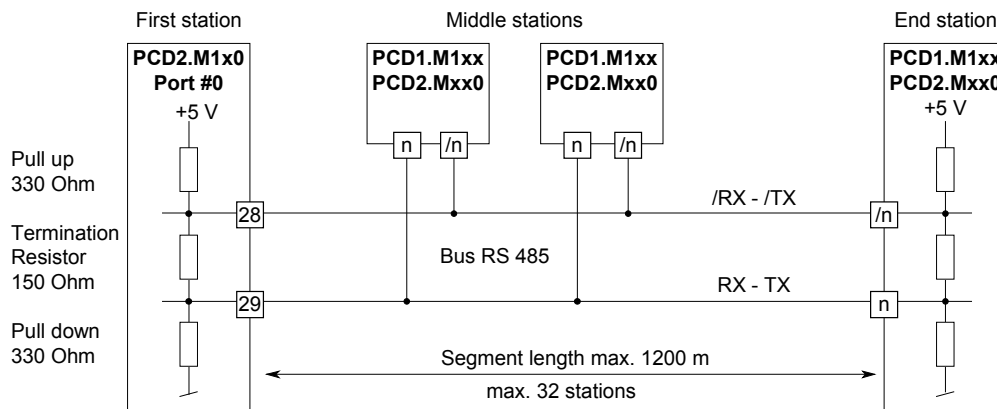 First station
Middle stations
End station
PCD2.M1x0
Port #0
+5 V
PCD1.M1xx
PCD2.Mxx0
PCD1.M1xx
PCD2.Mxx0
PCD1.M1xx
PCD2.Mxx0
+5 V
n
/n
n
/n
Pull up
330 Ohm
28
/RX - /TX
/n
Termination
Resistor
150 Ohm
Bus RS 485
29
RX - TX
n
Pull down
330 Ohm
Segment length max. 1200 m
max. 32 stations